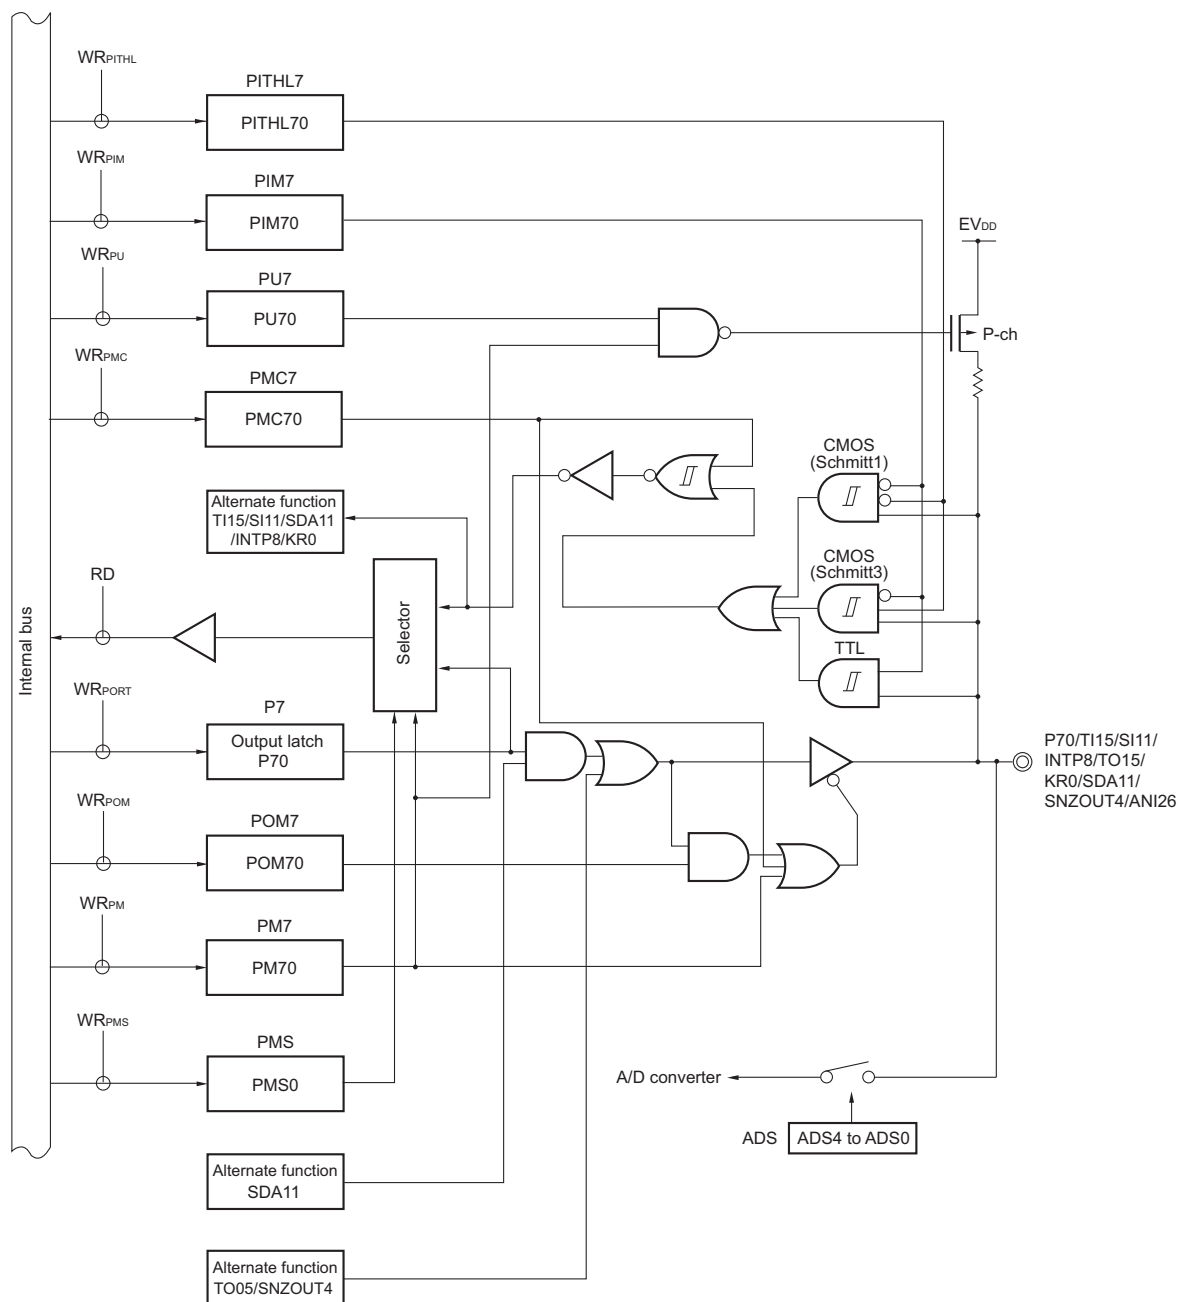 WRPITHL
PITHL7
PITHL70
WRPIM
PIM7
PIM70
EVDD
WRPU
PU7
PU70
P-ch
WRPMC
PMC7
PMC70
CMOS
(Schmitt1)
Alternate function
TI15/SI11/SDA11
/INTP8/KR0
CMOS
(Schmitt3)
RD
Selector
Internal bus
TTL
WRPORT
P7
Output latch
P70
P70/TI15/SI11/
INTP8/TO15/
KR0/SDA11/
SNZOUT4/ANI26
WRPOM
POM7
POM70
WRPM
PM7
PM70
WRPMS
PMS
PMS0
A/D converter
ADS
ADS4 to ADS0
Alternate function
SDA11
Alternate function
TO05/SNZOUT4